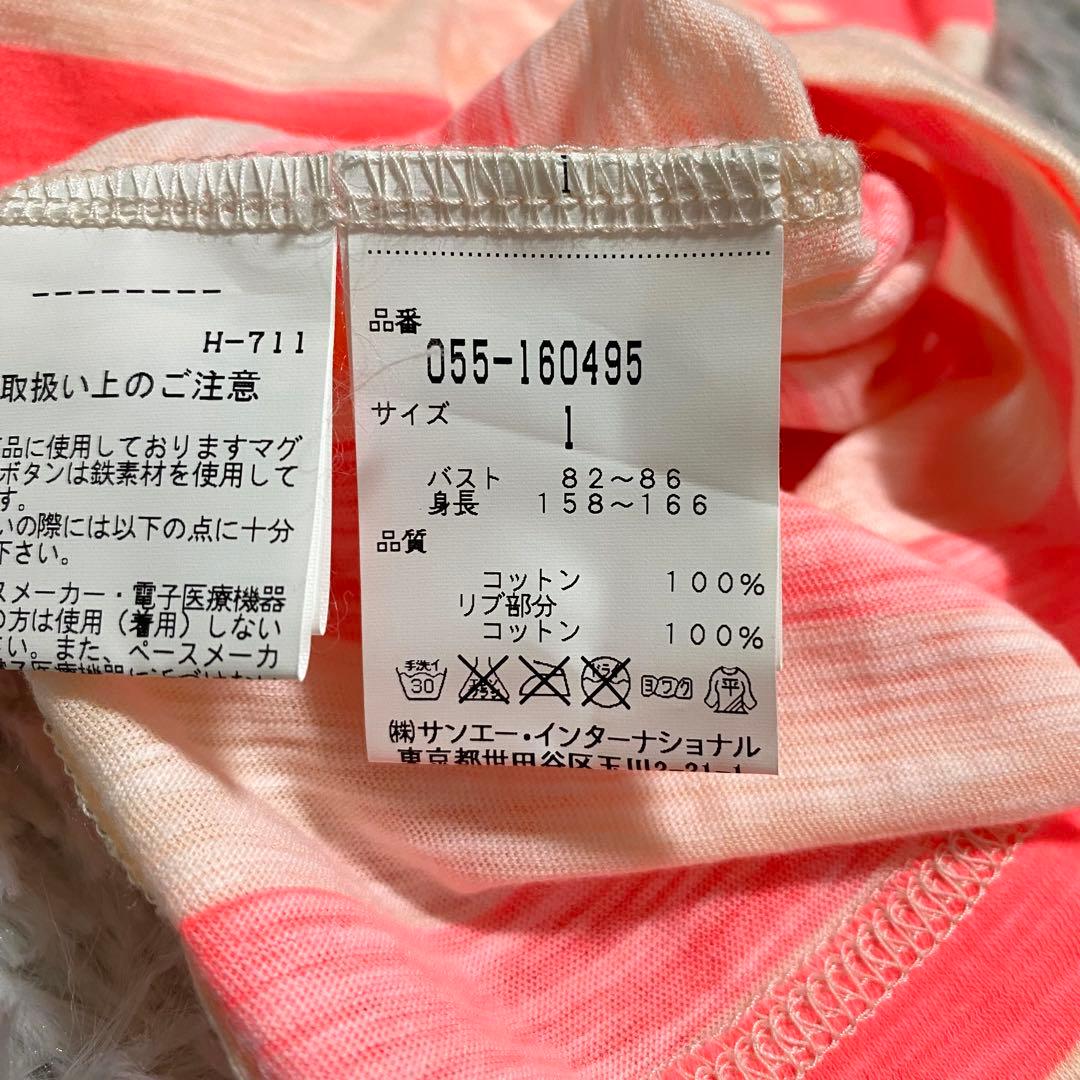 H-711
取扱い上のご注意
品に使用しておりますマグ
ボタンは鉄素材を使用して
す。
いの際には以下の点に十分
下さい。
スメーカー・電子医療機器
の方は使用（着用）しない
さい。また、ペースメーカ
i
品番
055-160495
サイズ 1
バスト 82～86
身長 158～166
品質
コットン 100%
リブ部分
コットン 100%
手洗イ
30
ヨワク
平
㈱サンエー・インターナショナル
東京都世田谷区玉川2-21-1